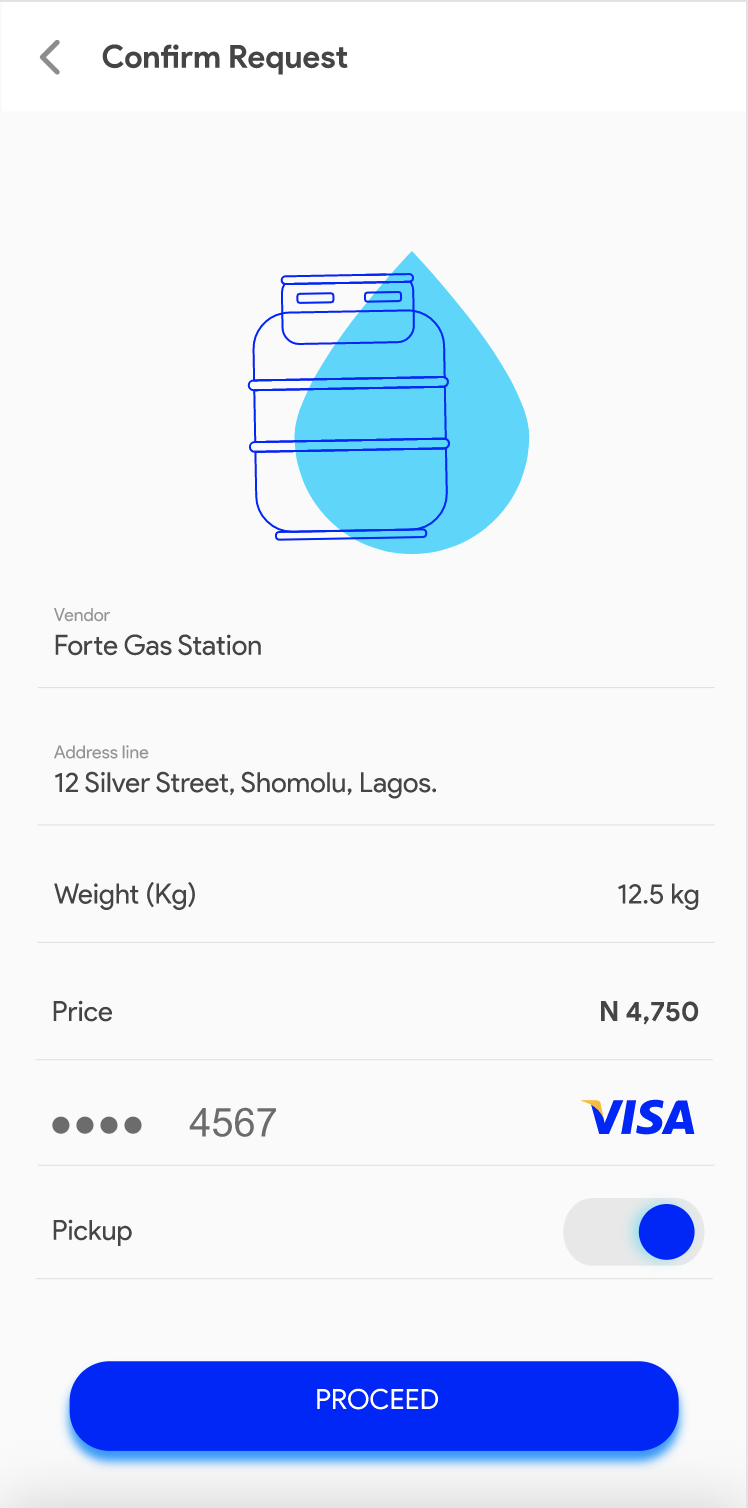 Confirm Request
Vendor
Forte Gas Station
Address line
12 Silver Street, Shomolu, Lagos.
Weight (Kg) 12.5 kg
Price N 4,750
●●●● 4567 VISA
Pickup
PROCEED